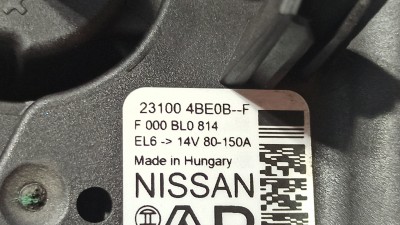 23100 4BE0B--F
F 000 BL0 814
EL6 -> 14V 80-150A
Made in Hungary
NISSAN